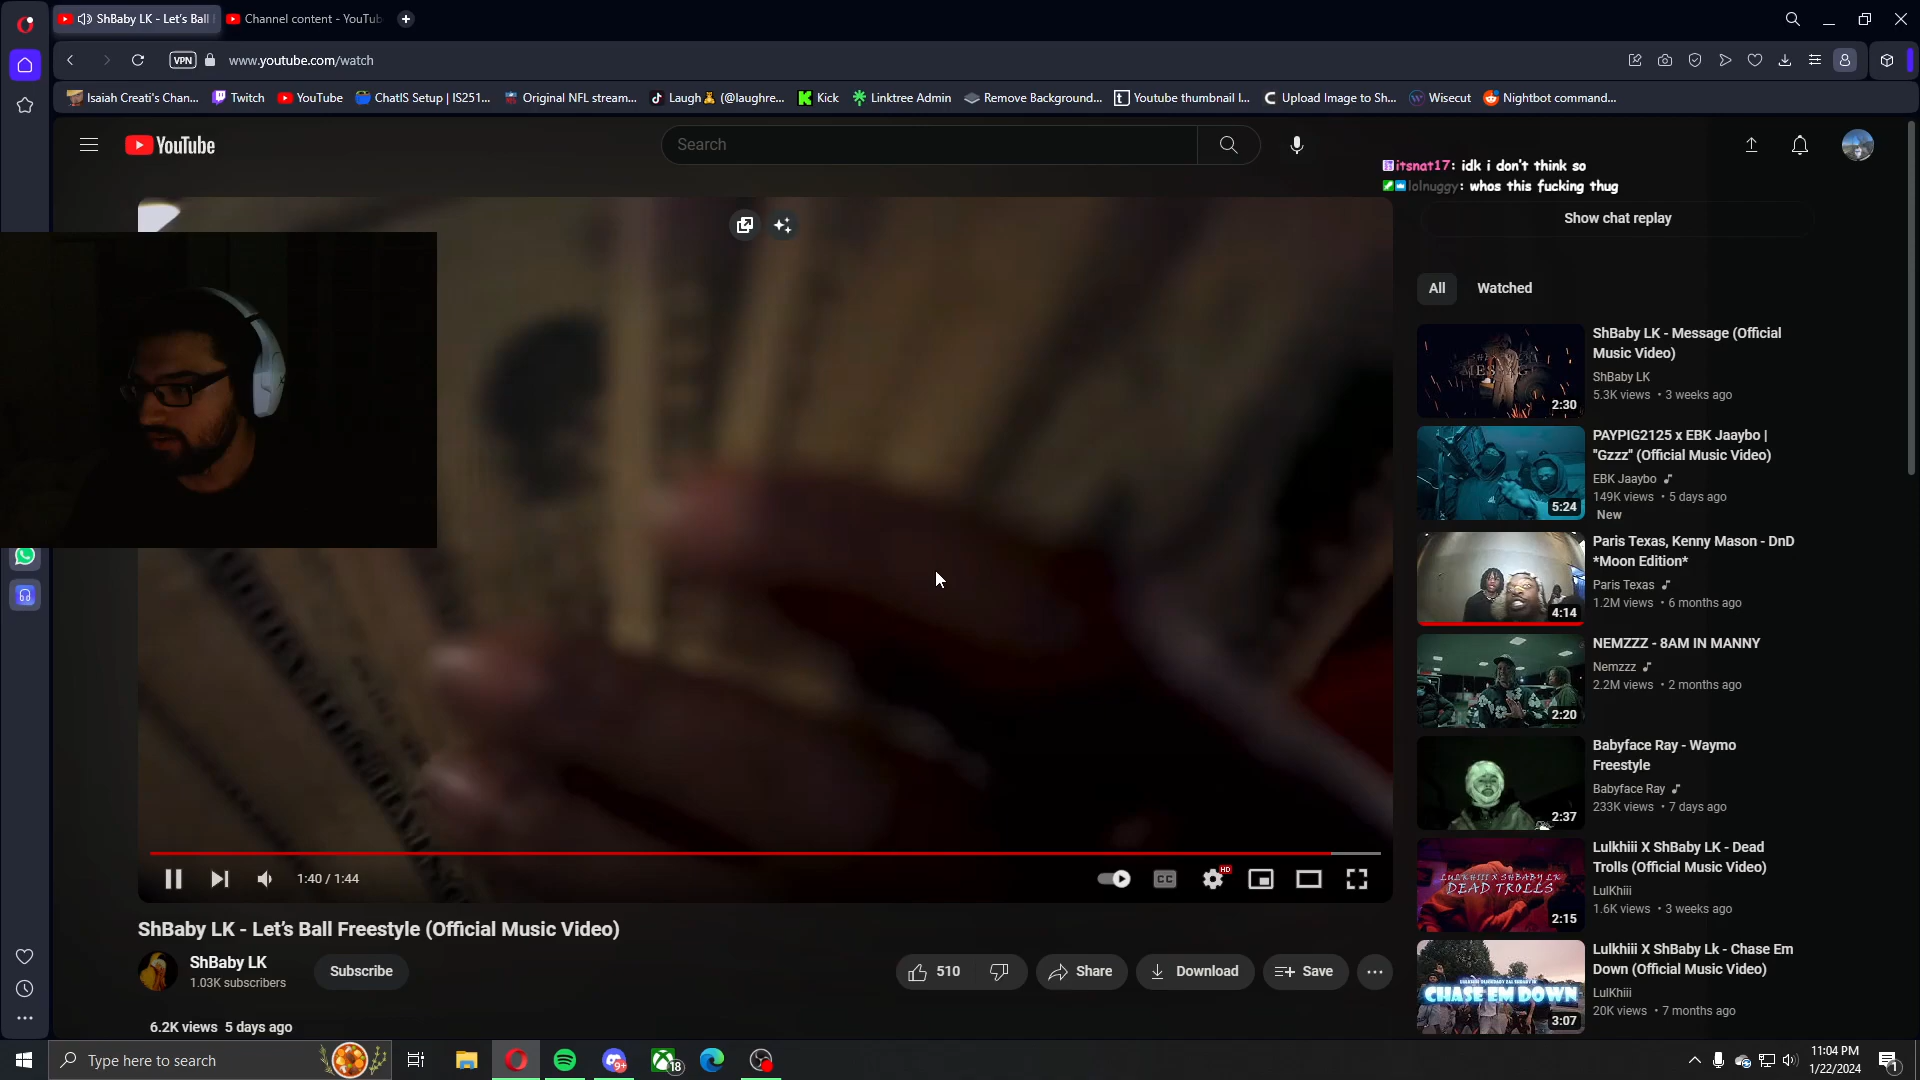 ShBaby LK - Let's Ball
Channel content - YouTub
VPN
www.youtube.com/watch
Isaiah Creati's Chan...
Twitch
YouTube
ChatIS Setup | IS251...
Original NFL stream...
Laugh🧸 (@laughre...
Kick
Linktree Admin
Remove Background...
Youtube thumbnail I...
Upload Image to Sh...
Wisecut
Nightbot command...
YouTube
Search
itsnat17: idk i don't think so
lolnuggy: whos this fucking thug
Show chat replay
All
Watched
ShBaby LK - Message (Official
Music Video)
ShBaby LK
5.3K views • 3 weeks ago
2:30
PAYPIG2125 x EBK Jaaybo |
"Gzzz" (Official Music Video)
EBK Jaaybo
149K views • 5 days ago
New
5:24
Paris Texas, Kenny Mason - DnD
*Moon Edition*
Paris Texas
1.2M views • 6 months ago
4:14
NEMZZZ - 8AM IN MANNY
Nemzzz
2.2M views • 2 months ago
2:20
Babyface Ray - Waymo
Freestyle
Babyface Ray
233K views • 7 days ago
2:37
Lulkhiii X ShBaby LK - Dead
Trolls (Official Music Video)
LulKhiii
1.6K views • 3 weeks ago
LULKHIII X SHBABY LK
DEAD TROLLS
2:15
Lulkhiii X ShBaby Lk - Chase Em
Down (Official Music Video)
LulKhiii
20K views • 7 months ago
CHASE EM DOWN
3:07
1:40 / 1:44
CC
HD
ShBaby LK - Let's Ball Freestyle (Official Music Video)
ShBaby LK
1.03K subscribers
Subscribe
510
Share
Download
Save
6.2K views 5 days ago
Type here to search
9+
18
11:04 PM
1/22/2024
1